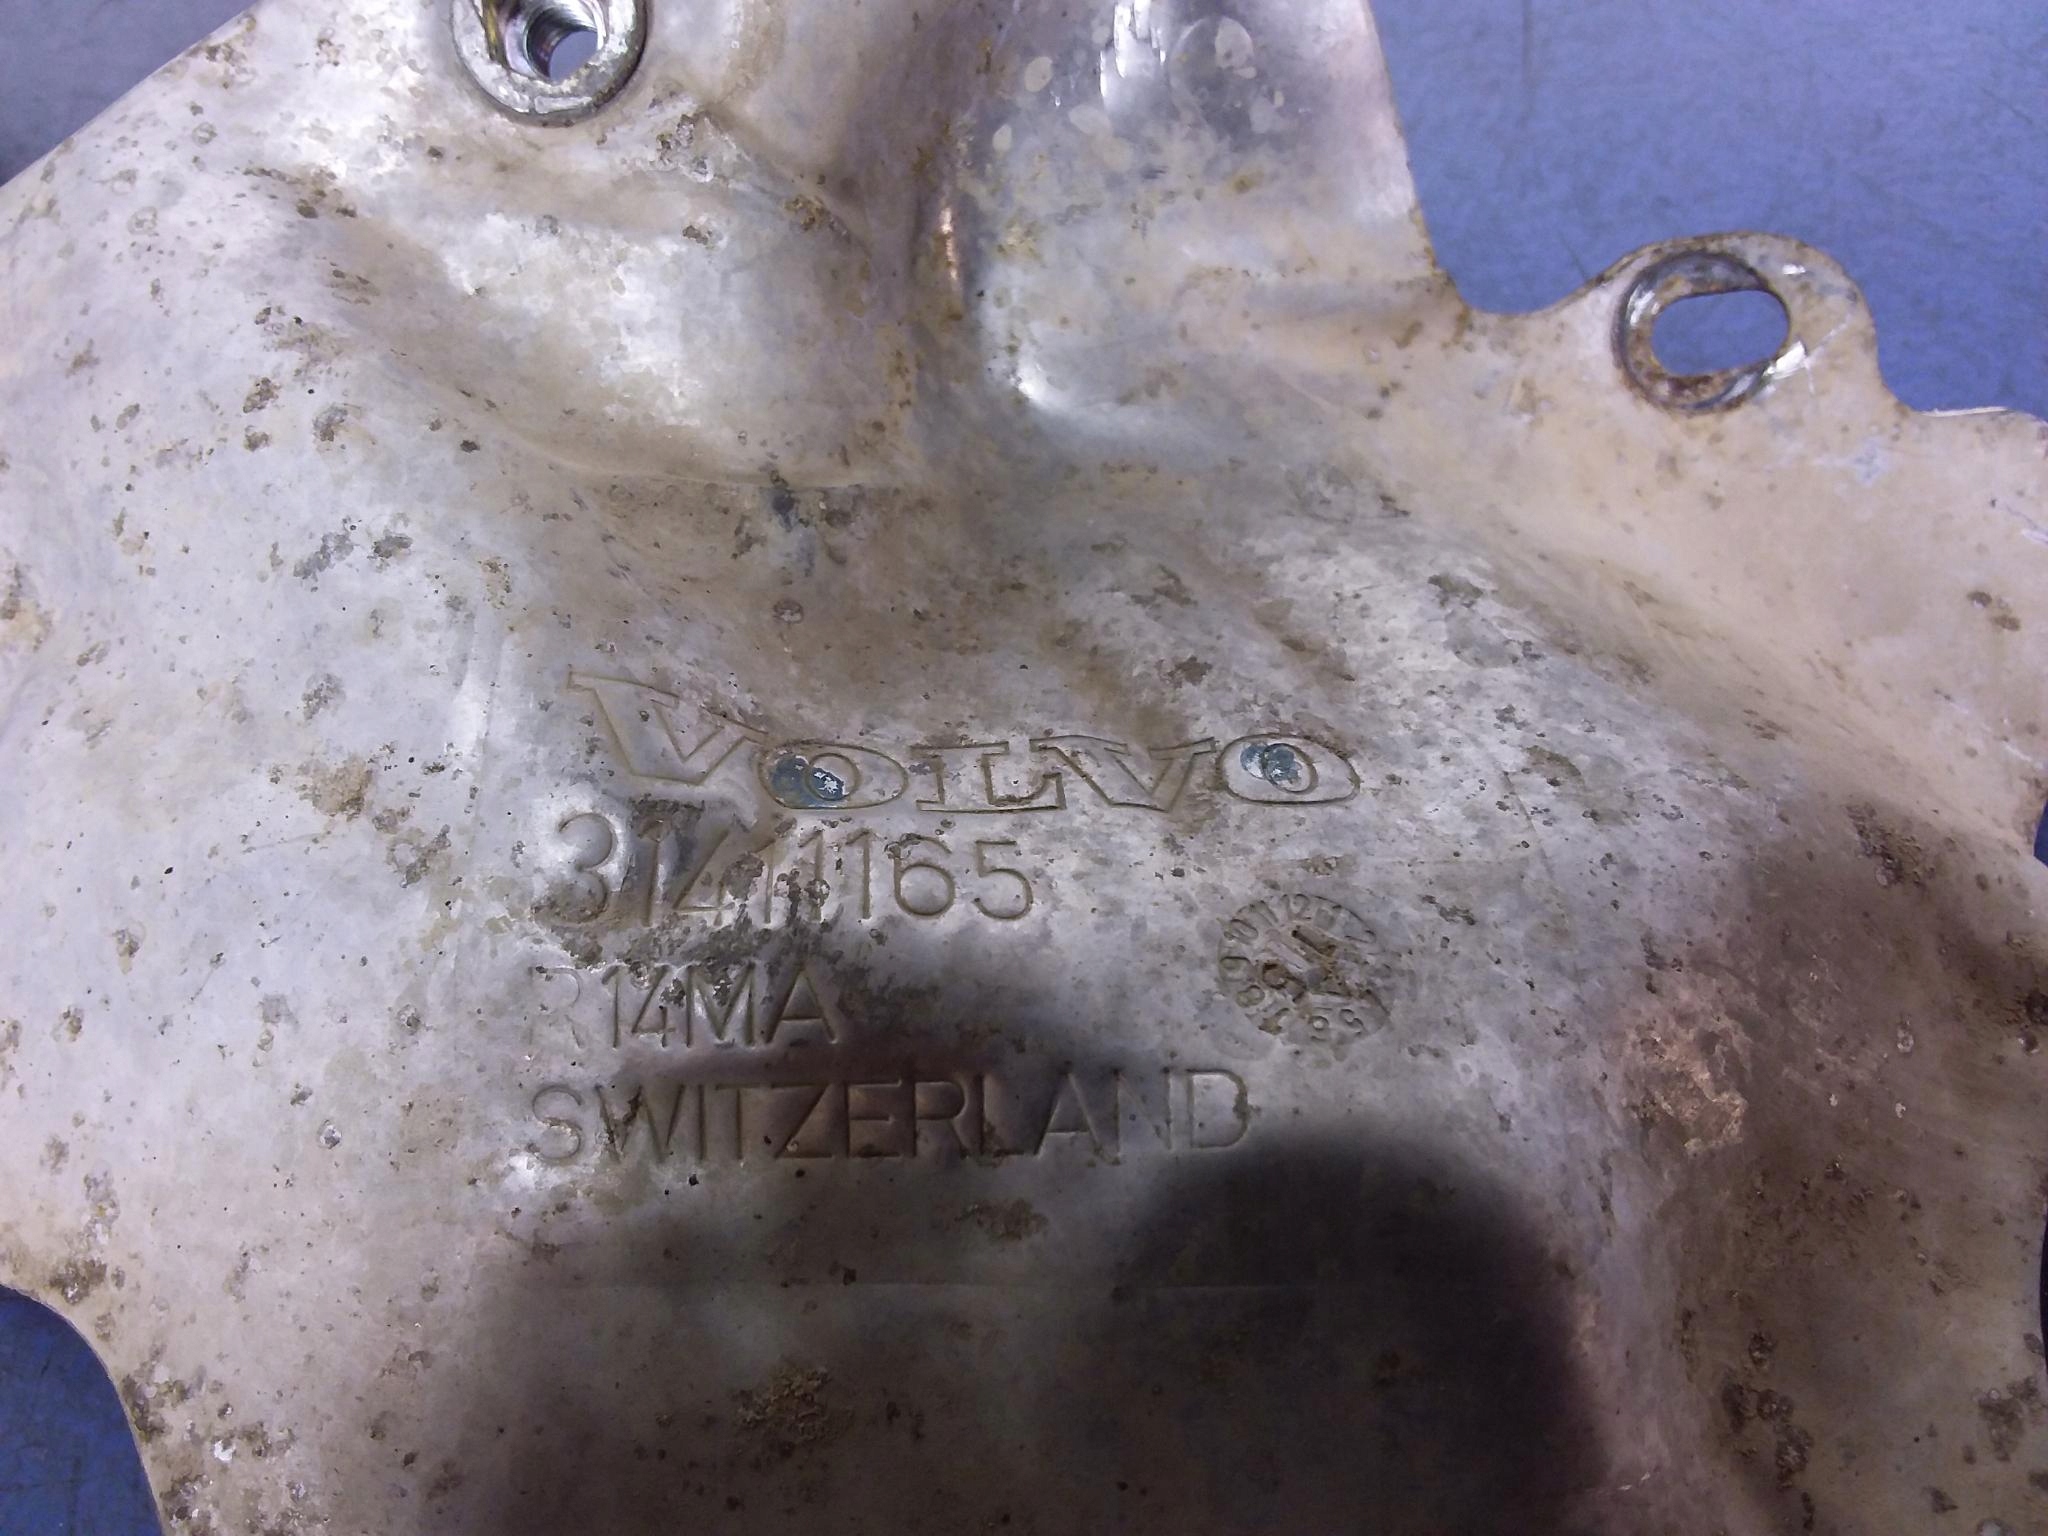 VOLVO
31411165
R14MA
SWITZERLAND